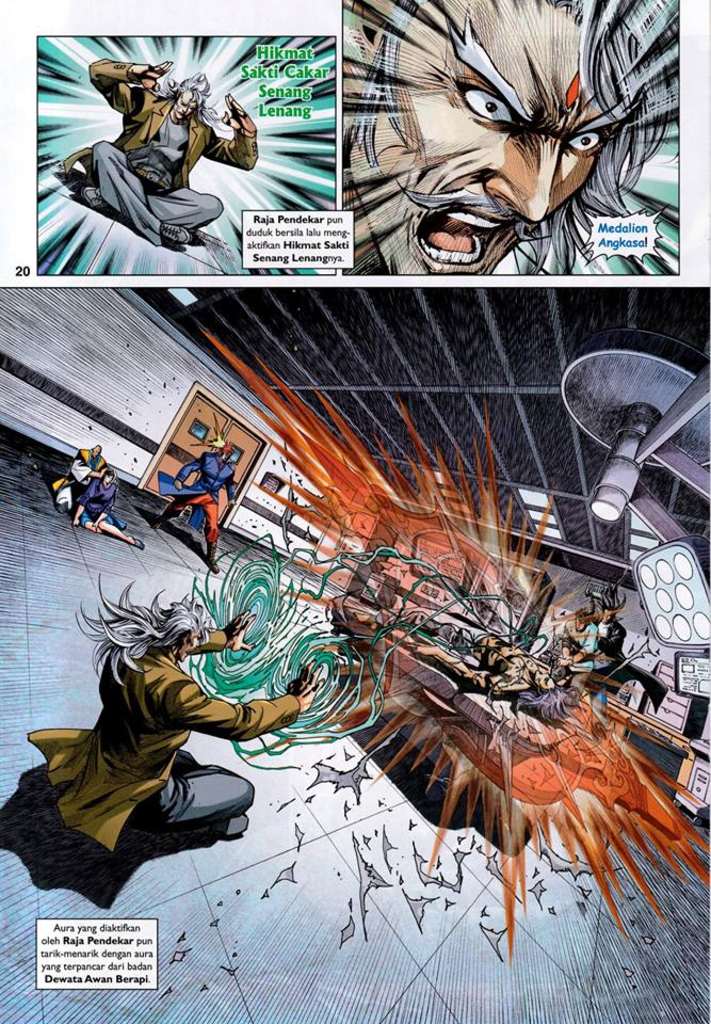 Hikmat
Sakti Cakar
Senang
Lenang
Raja Pendekar pun
duduk bersila lalu meng-
aktifkan Hikmat Sakti
Senang Lenangnya.
Medalion
Angkasa!
20
Aura yang diaktifkan
oleh Raja Pendekar pun
tarik-menarik dengan aura
yang terpancar dari badan
Dewata Awan Berapi.